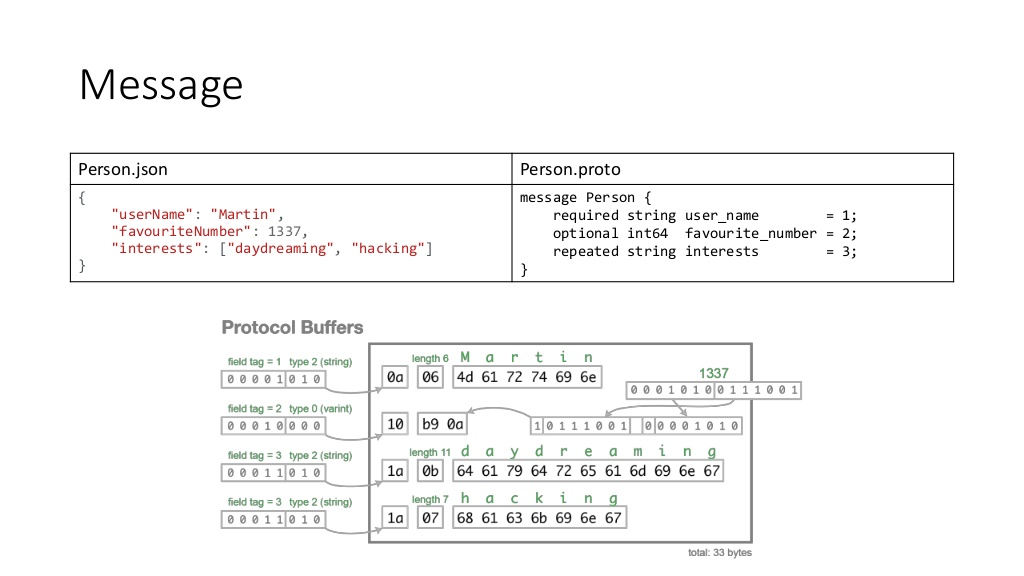 Message
Person.json
{
    "userName": "Martin",
    "favouriteNumber": 1337,
    "interests": ["daydreaming", "hacking"]
}
Person.proto
message Person {
    required string user_name        = 1;
    optional int64  favourite_number = 2;
    repeated string interests        = 3;
}
Protocol Buffers
field tag = 1 type 2 (string)
0 0 0 0 1 0 1 0
length 6 M a r t i n
0a 06 4d 61 72 74 69 6e
1337
0 0 0 1 0 1 0 0 1 1 1 0 0 1
field tag = 2 type 0 (varint)
0 0 0 1 0 0 0 0
10 b9 0a
1 0 1 1 1 0 0 1 0 0 0 0 1 0 1 0
field tag = 3 type 2 (string)
0 0 0 1 1 0 1 0
length 11 d a y d r e a m i n g
1a 0b 64 61 79 64 72 65 61 6d 69 6e 67
field tag = 3 type 2 (string)
0 0 0 1 1 0 1 0
length 7 h a c k i n g
1a 07 68 61 63 6b 69 6e 67
total: 33 bytes